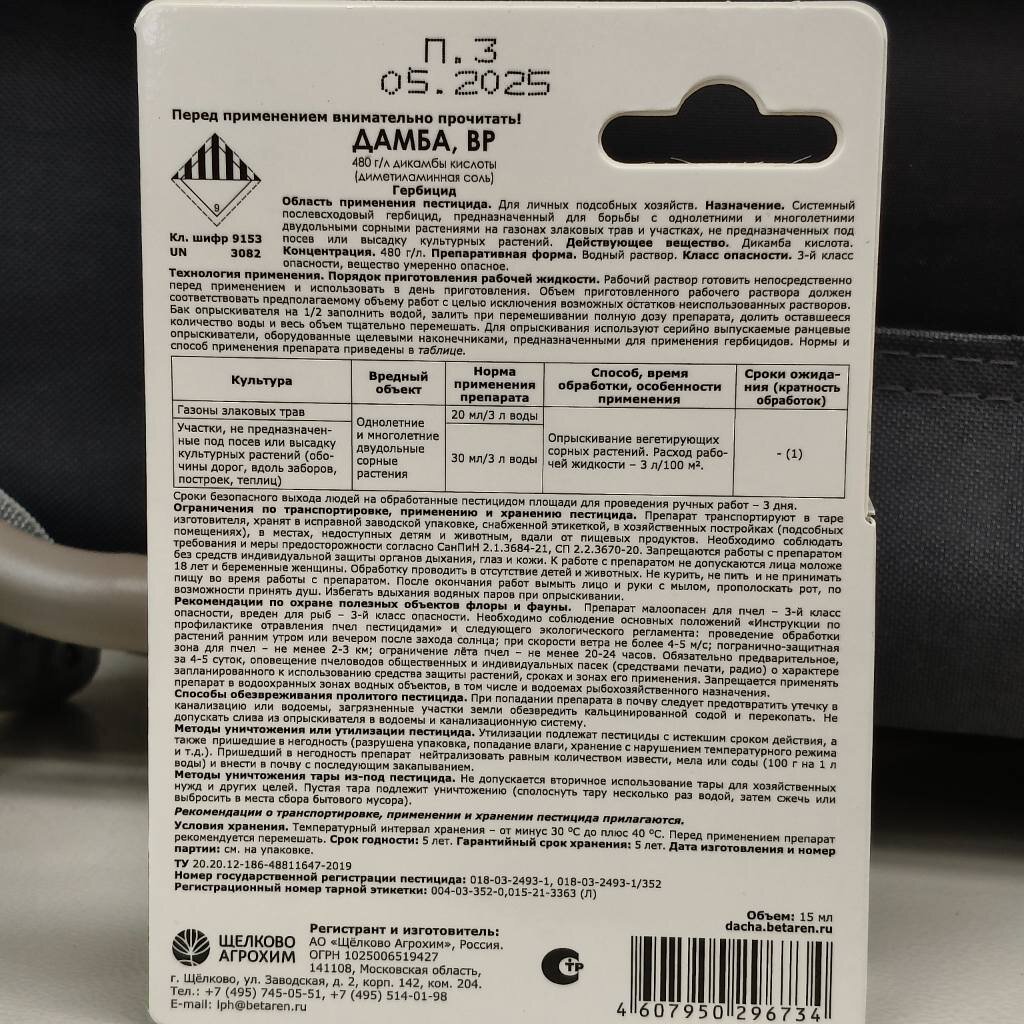 П.3
05.2025
Перед применением внимательно прочитать!
ДАМБА, ВР
480 г/л дикамбы кислоты
(диметиламинная соль)
Гербицид
9
Кл. шифр 9153
UN 3082
Область применения пестицида. Для личных подсобных хозяйств. Назначение. Системный
послевсходовый гербицид, предназначенный для борьбы с однолетними и многолетними
двудольными сорными растениями на газонах злаковых трав и участках, не предназначенных под
посев или высадку культурных растений. Действующее вещество. Дикамба кислота.
Концентрация. 480 г/л. Препаративная форма. Водный раствор. Класс опасности. 3-й класс
опасности, вещество умеренно опасное.
Технология применения. Порядок приготовления рабочей жидкости. Рабочий раствор готовить непосредственно
перед применением и использовать в день приготовления. Объем приготовленного рабочего раствора должен
соответствовать предполагаемому объему работ с целью исключения возможных остатков неиспользованных растворов.
Бак опрыскивателя на 1/2 заполнить водой, залить при перемешивании полную дозу препарата, долить оставшееся
количество воды и весь объем тщательно перемешать. Для опрыскивания используют серийно выпускаемые ранцевые
опрыскиватели, оборудованные щелевыми наконечниками, предназначенными для применения гербицидов. Нормы и
способ применения препарата приведены в таблице.
Культура
Вредный
объект
Норма
применения
препарата
Способ, время
обработки, особенности
применения
Сроки ожида-
ния (кратность
обработок)
Газоны злаковых трав
Участки, не предназначен-
ные под посев или высадку
культурных растений (обо-
чины дорог, вдоль заборов,
построек, теплиц)
Однолетние
и многолетние
двудольные
сорные
растения
20 мл/3 л воды
30 мл/3 л воды
Опрыскивание вегетирующих
сорных растений. Расход рабо-
чей жидкости – 3 л/100 м².
- (1)
Сроки безопасного выхода людей на обработанные пестицидом площади для проведения ручных работ – 3 дня.
Ограничения по транспортировке, применению и хранению пестицида. Препарат транспортируют в таре
изготовителя, хранят в исправной заводской упаковке, снабженной этикеткой, в хозяйственных постройках (подсобных
помещениях), в местах, недоступных детям и животным, вдали от пищевых продуктов. Необходимо соблюдать
требования и меры предосторожности согласно СанПиН 2.1.3684-21, СП 2.2.3670-20. Запрещаются работы с препаратом
без средств индивидуальной защиты органов дыхания, глаз и кожи. К работе с препаратом не допускаются лица моложе
18 лет и беременные женщины. Обработку проводить в отсутствие детей и животных. Не курить, не пить и не принимать
пищу во время работы с препаратом. После окончания работ вымыть лицо и руки с мылом, прополоскать рот, по
возможности принять душ. Избегать вдыхания водяных паров при опрыскивании.
Рекомендации по охране полезных объектов флоры и фауны. Препарат малоопасен для пчел – 3-й класс
опасности, вреден для рыб – 3-й класс опасности. Необходимо соблюдение основных положений «Инструкции по
профилактике отравления пчел пестицидами» и следующего экологического регламента: проведение обработки
растений ранним утром или вечером после захода солнца; при скорости ветра не более 4-5 м/с; погранично-защитная
зона для пчел – не менее 2-3 км; ограничение лёта пчел – не менее 20-24 часов. Обязательно предварительное,
за 4-5 суток, оповещение пчеловодов общественных и индивидуальных пасек (средствами печати, радио) о характере
запланированного к использованию средства защиты растений, сроках и зонах его применения. Запрещается применять
препарат в водоохранных зонах водных объектов, в том числе и водоемах рыбохозяйственного назначения.
Способы обезвреживания пролитого пестицида. При попадании препарата в почву следует предотвратить утечку в
канализацию или водоемы, загрязненные участки земли обезвредить кальцинированной содой и перекопать. Не
допускать слива из опрыскивателя в водоемы и канализационную систему.
Методы уничтожения или утилизации пестицида. Утилизации подлежат пестициды с истекшим сроком действия, а
также пришедшие в негодность (разрушена упаковка, попадание влаги, хранение с нарушением температурного режима
и т.д.). Пришедший в негодность препарат нейтрализовать равным количеством извести, мела или соды (100 г на 1 л
воды) и внести в почву с последующим закапыванием.
Методы уничтожения тары из-под пестицида. Не допускается вторичное использование тары для хозяйственных
нужд и других целей. Пустая тара подлежит уничтожению (сполоснуть тару несколько раз водой, затем сжечь или
выбросить в места сбора бытового мусора).
Рекомендации о транспортировке, применении и хранении пестицида прилагаются.
Условия хранения. Температурный интервал хранения – от минус 30 ºС до плюс 40 ºС. Перед применением препарат
рекомендуется перемешать. Срок годности: 5 лет. Гарантийный срок хранения: 5 лет. Дата изготовления и номер
партии: см. на упаковке.
ТУ 20.20.12-186-48811647-2019
Номер государственной регистрации пестицида: 018-03-2493-1, 018-03-2493-1/352
Регистрационный номер тарной этикетки: 004-03-352-0,015-21-3363 (Л)
Объем: 15 мл
dacha.betaren.ru
ЩЕЛКОВО
АГРОХИМ
Регистрант и изготовитель:
АО «Щёлково Агрохим», Россия.
ОГРН 1025006519427
141108, Московская область,
г. Щёлково, ул. Заводская, д. 2, корп. 142, ком. 204.
Тел.: +7 (495) 745-05-51, +7 (495) 514-01-98
E-mail: lph@betaren.ru
СТР
4 607950 296734